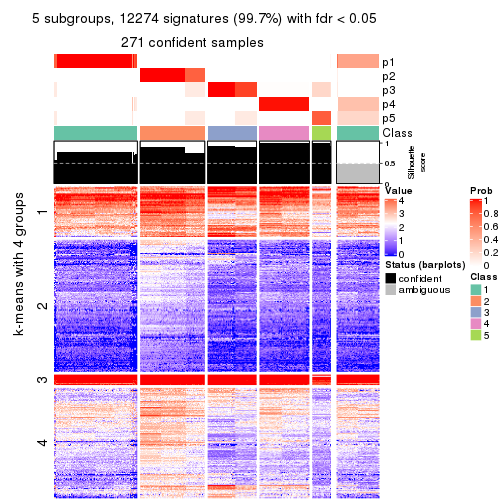 5 subgroups, 12274 signatures (99.7%) with fdr < 0.05
271 confident samples
p1
p2
p3
p4
p5
Class
1
0.5
0
Silhouette
score
k-means with 4 groups
1
2
3
4
Value
4
3
2
1
0
Status (barplots)
confident
ambiguous
Prob
1
0.8
0.6
0.4
0.2
0
Class
1
2
3
4
5